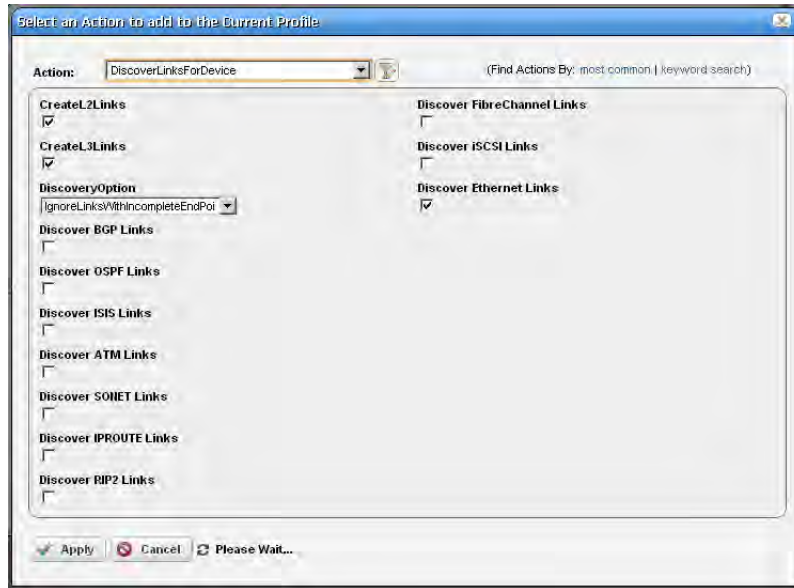 Select an Action to add to the Current Profile
Action: DiscoverLinksForDevice (Find Actions By: most common | keyword search)
CreateL2Links
CreateL3Links
DiscoveryOption
IgnoreLinksWithIncompleteEndPoi
Discover BGP Links
Discover OSPF Links
Discover ISIS Links
Discover ATM Links
Discover SONET Links
Discover IPROUTE Links
Discover RIP2 Links
Discover FibreChannel Links
Discover iSCSI Links
Discover Ethernet Links
Apply Cancel Please Wait...